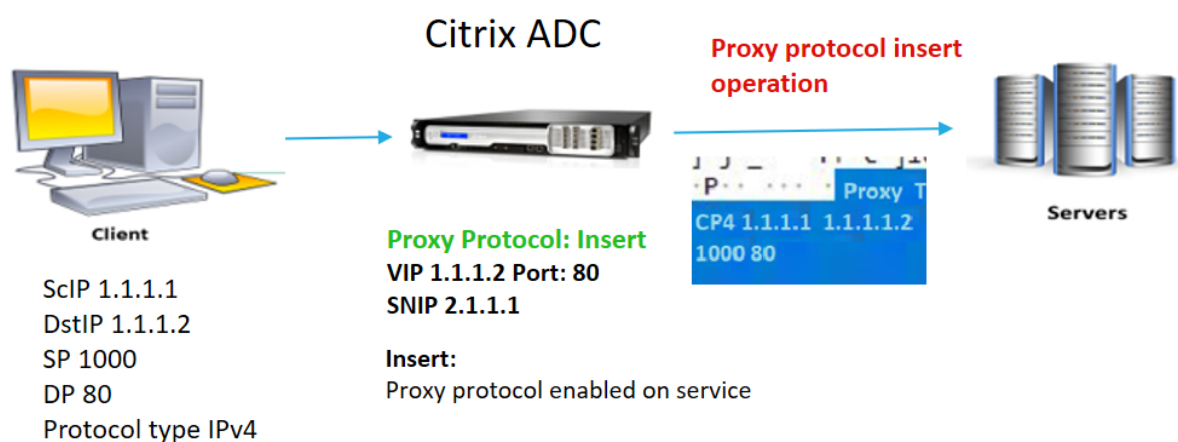 Citrix ADC
Proxy protocol insert
operation
Client
Servers
Proxy T
CP4 1.1.1.1 1.1.1.1.2
1000 80
Proxy Protocol: Insert
VIP 1.1.1.2 Port: 80
SNIP 2.1.1.1
Insert:
Proxy protocol enabled on service
ScIP 1.1.1.1
DstIP 1.1.1.2
SP 1000
DP 80
Protocol type IPv4